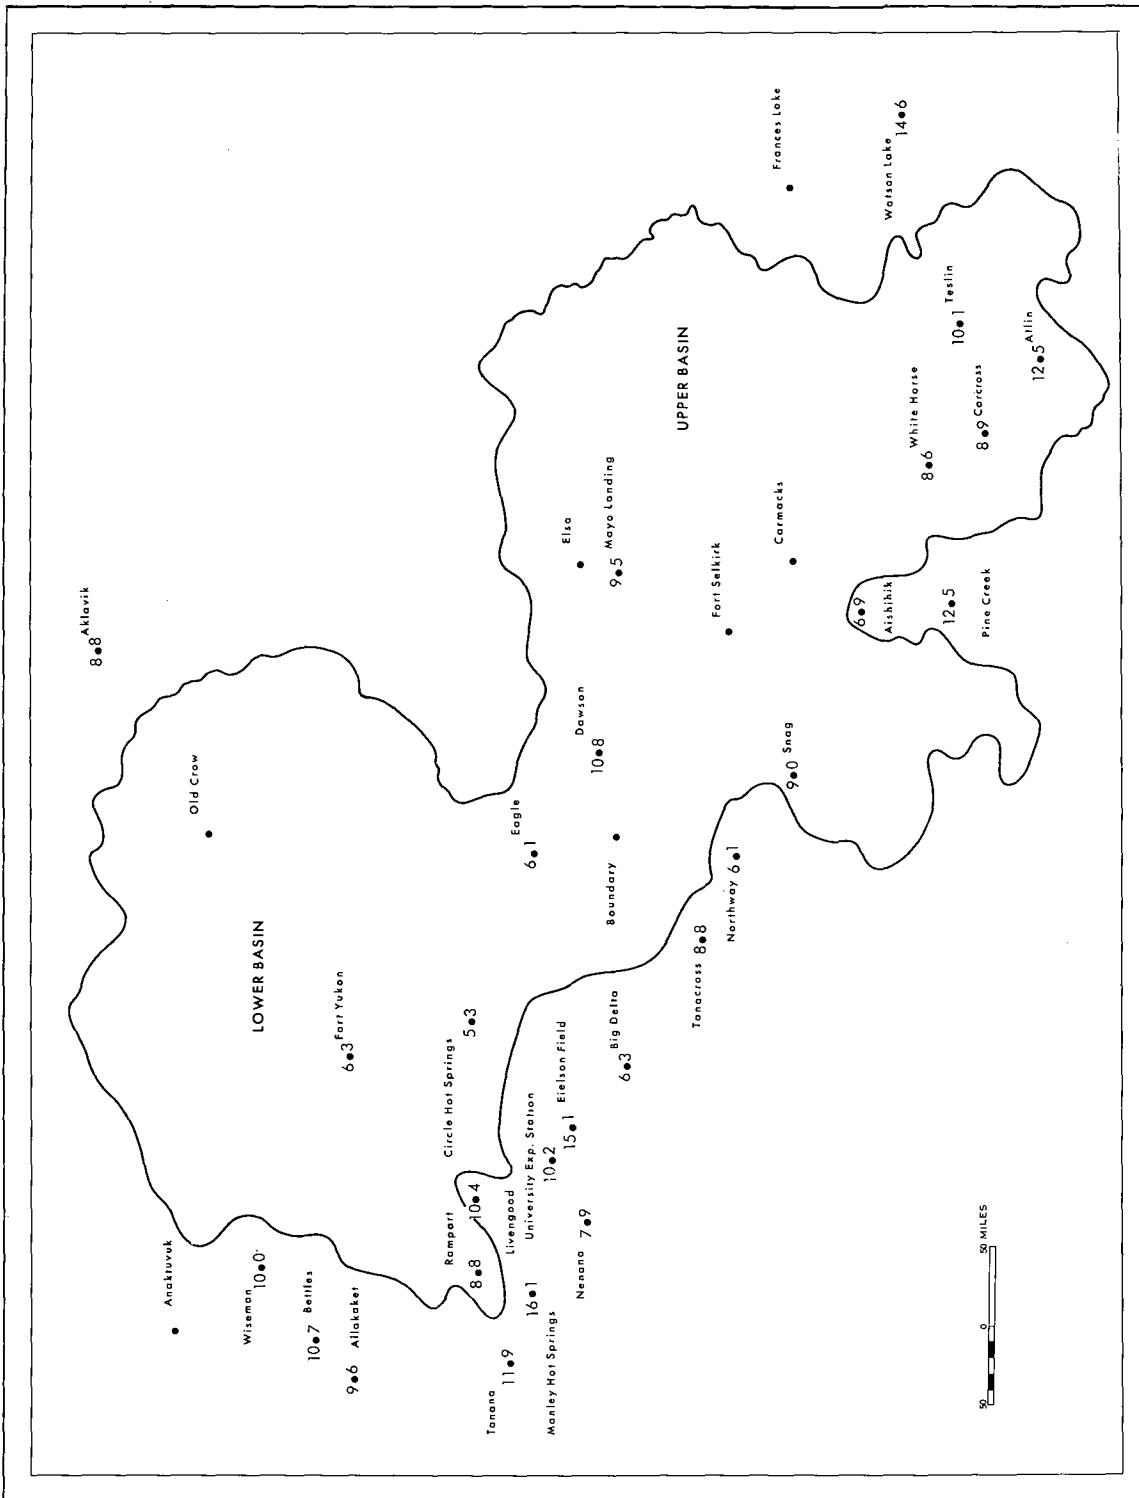 Aklavik
8•8
Old Crow
Anaktuvuk
Wiseman
10•0
LOWER BASIN
Bettles
10•7
Fort Yukon
6•3
Allakaket
9•6
Circle Hot Springs
5•3
Rampart
8•8
10•4
Livengood
Tanana
11•9
16•1
Manley Hot Springs
University Exp. Station
10•2
Eielson Field
15•1
Nenana 7•9
Big Delta
6•3
Eagle
6•1
Boundary
Dawson
10•8
Tanacross 8•8
Northway 6•1
Elsa
Mayo Landing
9•5
UPPER BASIN
Fort Selkirk
Carmacks
9•0 Snag
Frances Lake
Watson Lake
14•6
6•9
Aishihik
12•5
Pine Creek
White Horse
8•6
Teslin
10•1
Carcross
8•9
Atlin
12•5
50 0 50 MILES